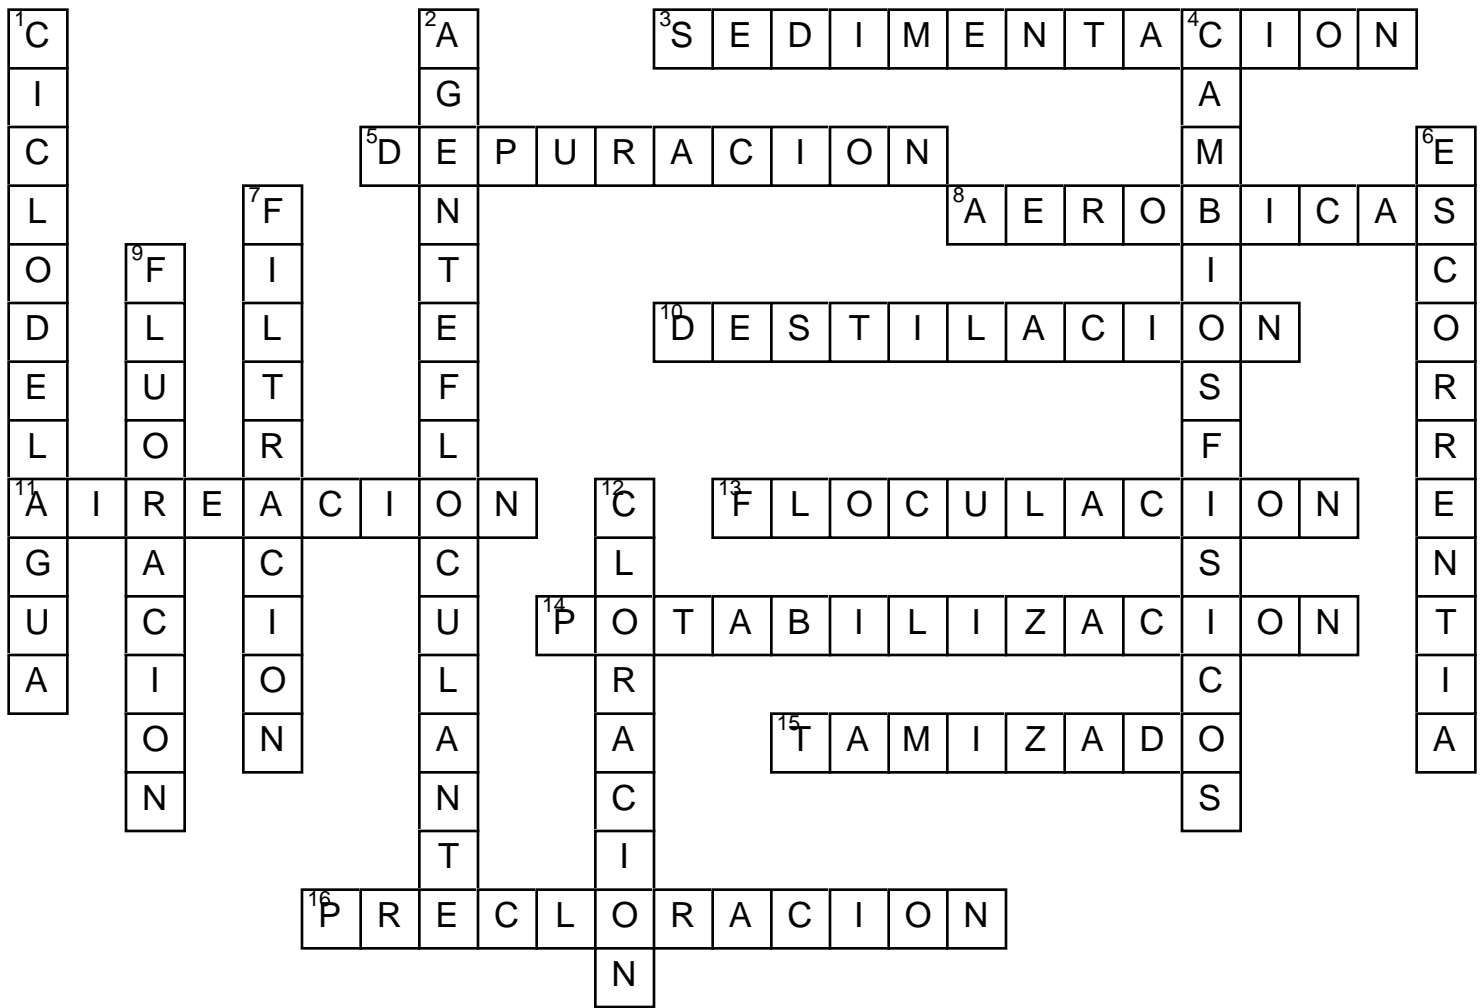 1 CICLODELAGUA
2 AGENTEFLOCULANTE
3 SEDIMENTACION
4 CAMBIOSFISICOS
5 DEPURACION
6 ESCORRENTIA
7 FILTRACION
8 AEROBICAS
9 FLUORACION
10 DESTILACION
11 AIREACION
12 CLORACION
13 FLOCULACION
14 POTABILIZACION
15 TAMIZADO
16 PRECLORACION